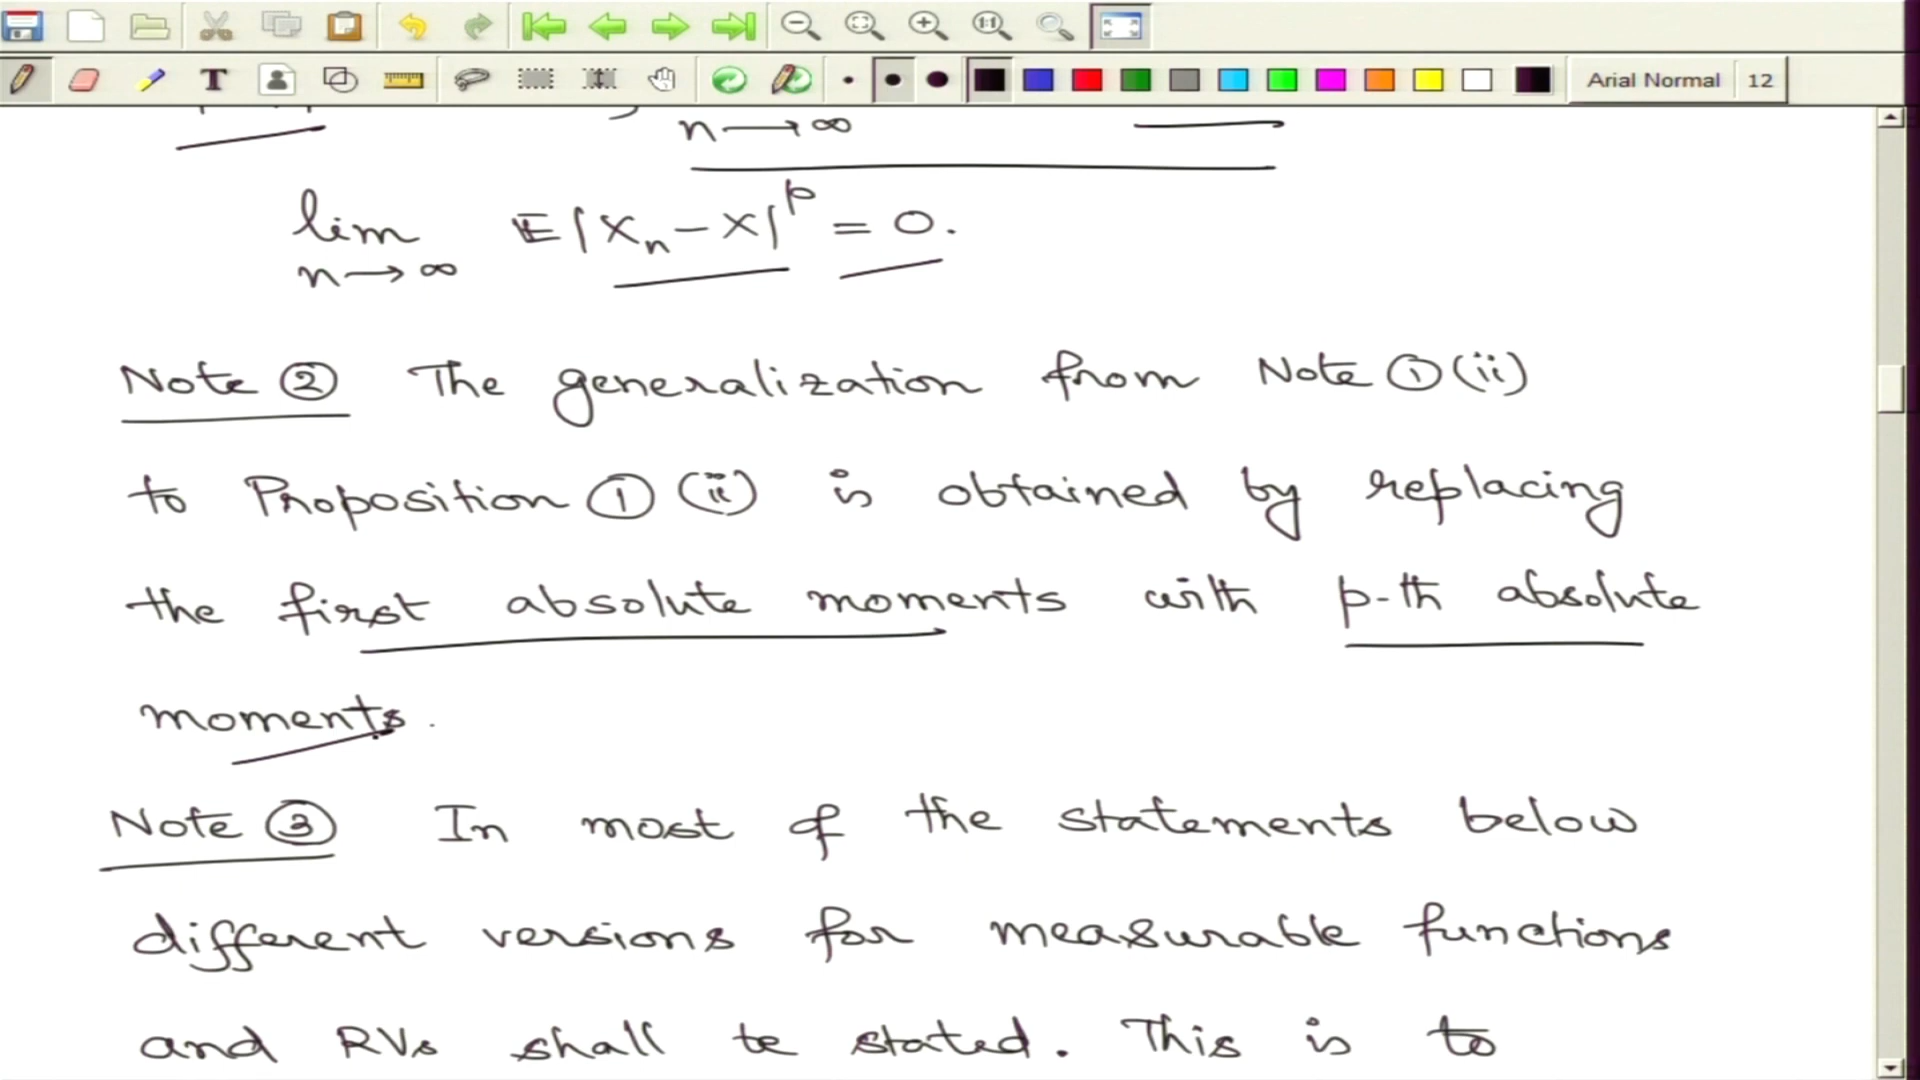 T
Arial Normal 12
n→∞
lim E|Xn-X|^p = 0.
n→∞
Note ② The generalization from Note ① (ii)
to Proposition ① (ii) is obtained by replacing
the first absolute moments with p-th absolute
moments.
Note ③ In most of the statements below
different versions for measurable functions
and RVs shall be stated. This is to